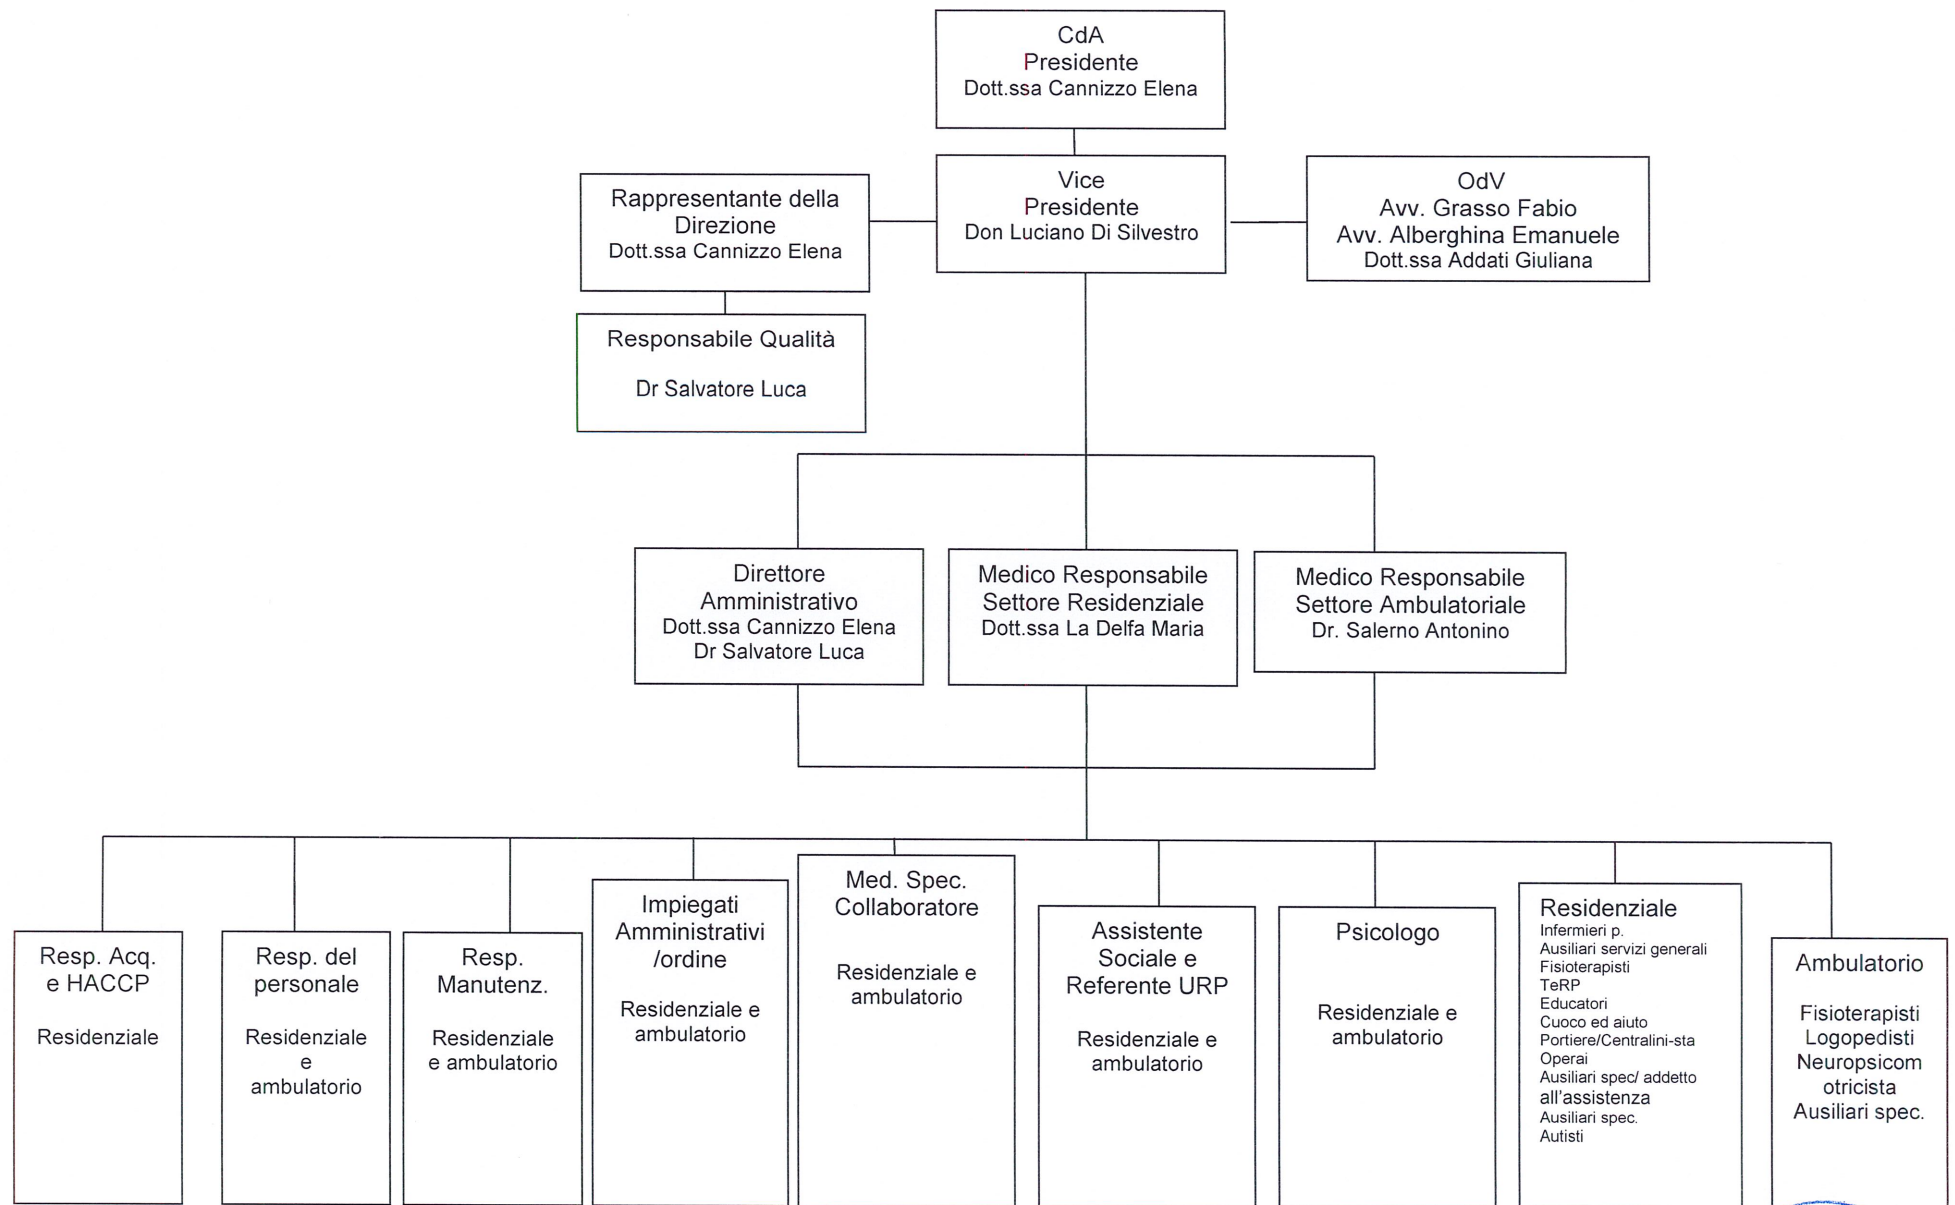 CdA
Presidente
Dott.ssa Cannizzo Elena
Rappresentante della
Direzione
Dott.ssa Cannizzo Elena
Vice
Presidente
Don Luciano Di Silvestro
OdV
Avv. Grasso Fabio
Avv. Alberghina Emanuele
Dott.ssa Addati Giuliana
Responsabile Qualità
Dr Salvatore Luca
Direttore
Amministrativo
Dott.ssa Cannizzo Elena
Dr Salvatore Luca
Medico Responsabile
Settore Residenziale
Dott.ssa La Delfa Maria
Medico Responsabile
Settore Ambulatoriale
Dr. Salerno Antonino
Resp. Acq.
e HACCP
Residenziale
Resp. del
personale
Residenziale
e
ambulatorio
Resp.
Manutenz.
Residenziale
e ambulatorio
Impiegati
Amministrativi
/ordine
Residenziale e
ambulatorio
Med. Spec.
Collaboratore
Residenziale e
ambulatorio
Assistente
Sociale e
Referente URP
Residenziale e
ambulatorio
Psicologo
Residenziale e
ambulatorio
Residenziale
Infermieri p.
Ausiliari servizi generali
Fisioterapisti
TeRP
Educatori
Cuoco ed aiuto
Portiere/Centralini-sta
Operai
Ausiliari spec/ addetto
all'assistenza
Ausiliari spec.
Autisti
Ambulatorio
Fisioterapisti
Logopedisti
Neuropsicom
otricista
Ausiliari spec.